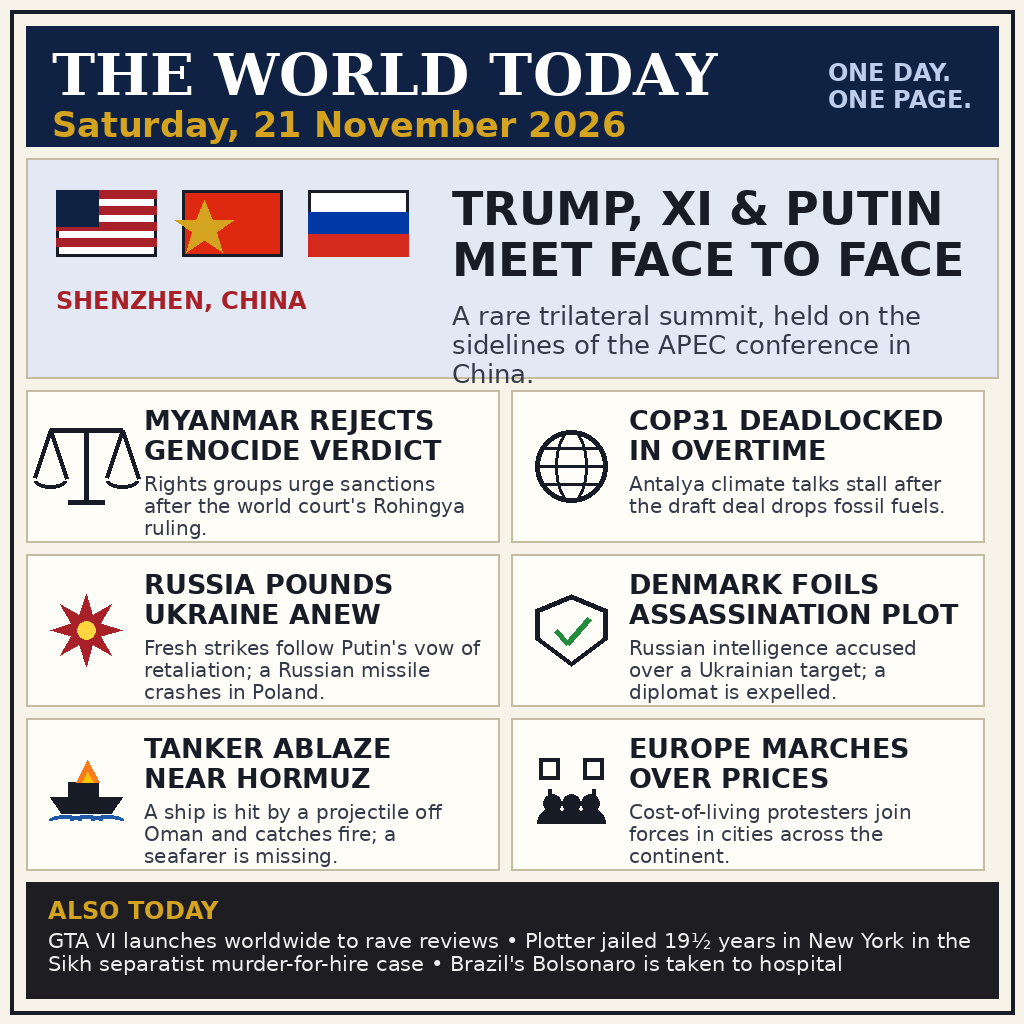 THE WORLD TODAY
Saturday, 21 November 2026
ONE DAY.
ONE PAGE.
SHENZHEN, CHINA
TRUMP, XI & PUTIN
MEET FACE TO FACE
A rare trilateral summit, held on the
sidelines of the APEC conference in
China.
MYANMAR REJECTS
GENOCIDE VERDICT
Rights groups urge sanctions
after the world court's Rohingya
ruling.
COP31 DEADLOCKED
IN OVERTIME
Antalya climate talks stall after
the draft deal drops fossil fuels.
RUSSIA POUNDS
UKRAINE ANEW
Fresh strikes follow Putin's vow of
retaliation; a Russian missile
crashes in Poland.
DENMARK FOILS
ASSASSINATION PLOT
Russian intelligence accused
over a Ukrainian target; a
diplomat is expelled.
TANKER ABLAZE
NEAR HORMUZ
A ship is hit by a projectile off
Oman and catches fire; a
seafarer is missing.
EUROPE MARCHES
OVER PRICES
Cost-of-living protesters join
forces in cities across the
continent.
ALSO TODAY
GTA VI launches worldwide to rave reviews • Plotter jailed 19½ years in New York in the
Sikh separatist murder-for-hire case • Brazil's Bolsonaro is taken to hospital